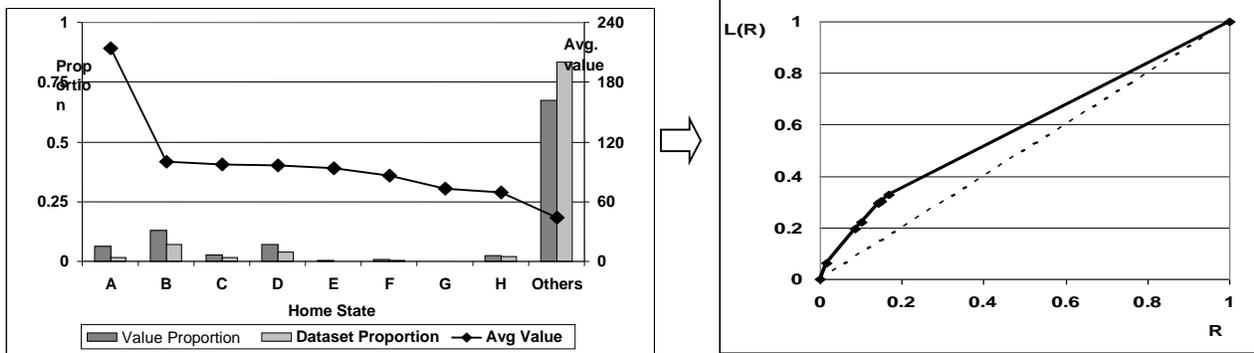 1
240
Prop
ortio
n
Avg.
value
0.75
180
0.5
120
0.25
60
0
0
A B C D E F G H Others
Home State
Value Proportion Dataset Proportion Avg Value
L(R)
1
0.8
0.6
0.4
0.2
0
0 0.2 0.4 0.6 0.8 1
R